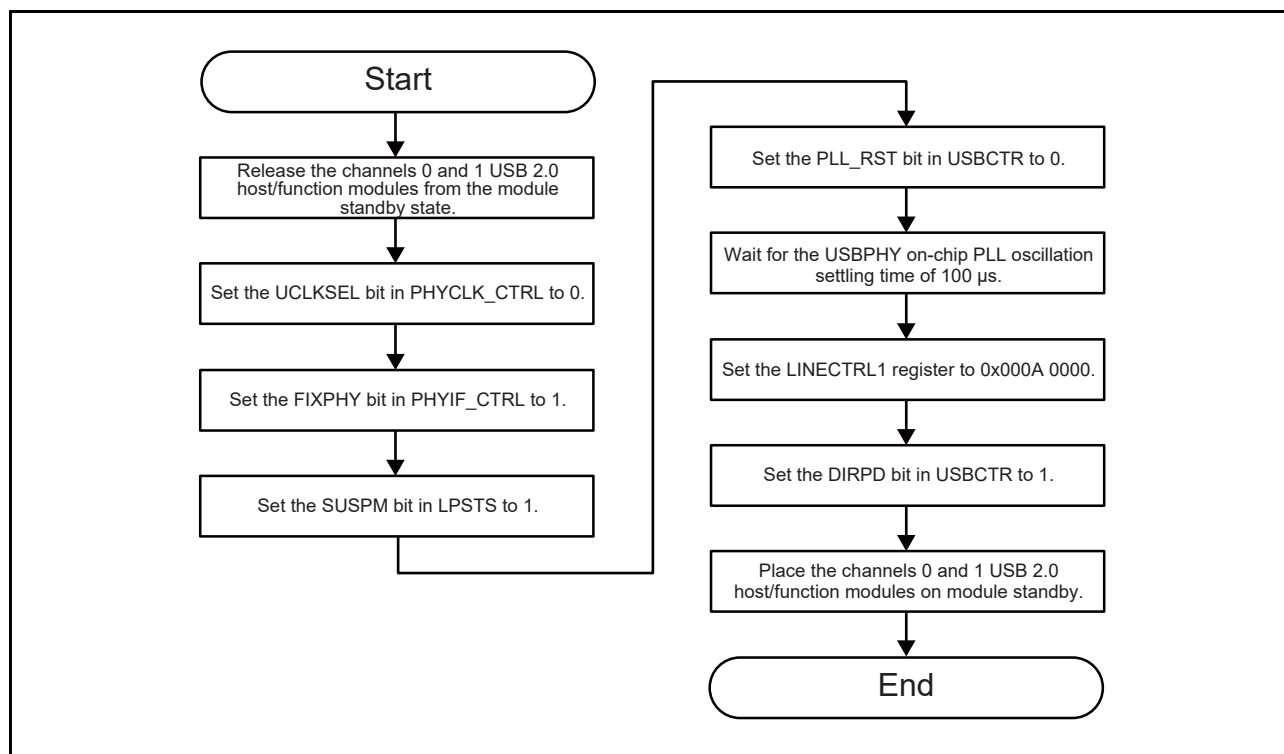 Start
Release the channels 0 and 1 USB 2.0
host/function modules from the module
standby state.
Set the UCLKSEL bit in PHYCLK_CTRL to 0.
Set the FIXPHY bit in PHYIF_CTRL to 1.
Set the SUSPM bit in LPSTS to 1.
Set the PLL_RST bit in USBCTR to 0.
Wait for the USBPHY on-chip PLL oscillation
settling time of 100 µs.
Set the LINECTRL1 register to 0x000A 0000.
Set the DIRPD bit in USBCTR to 1.
Place the channels 0 and 1 USB 2.0
host/function modules on module standby.
End